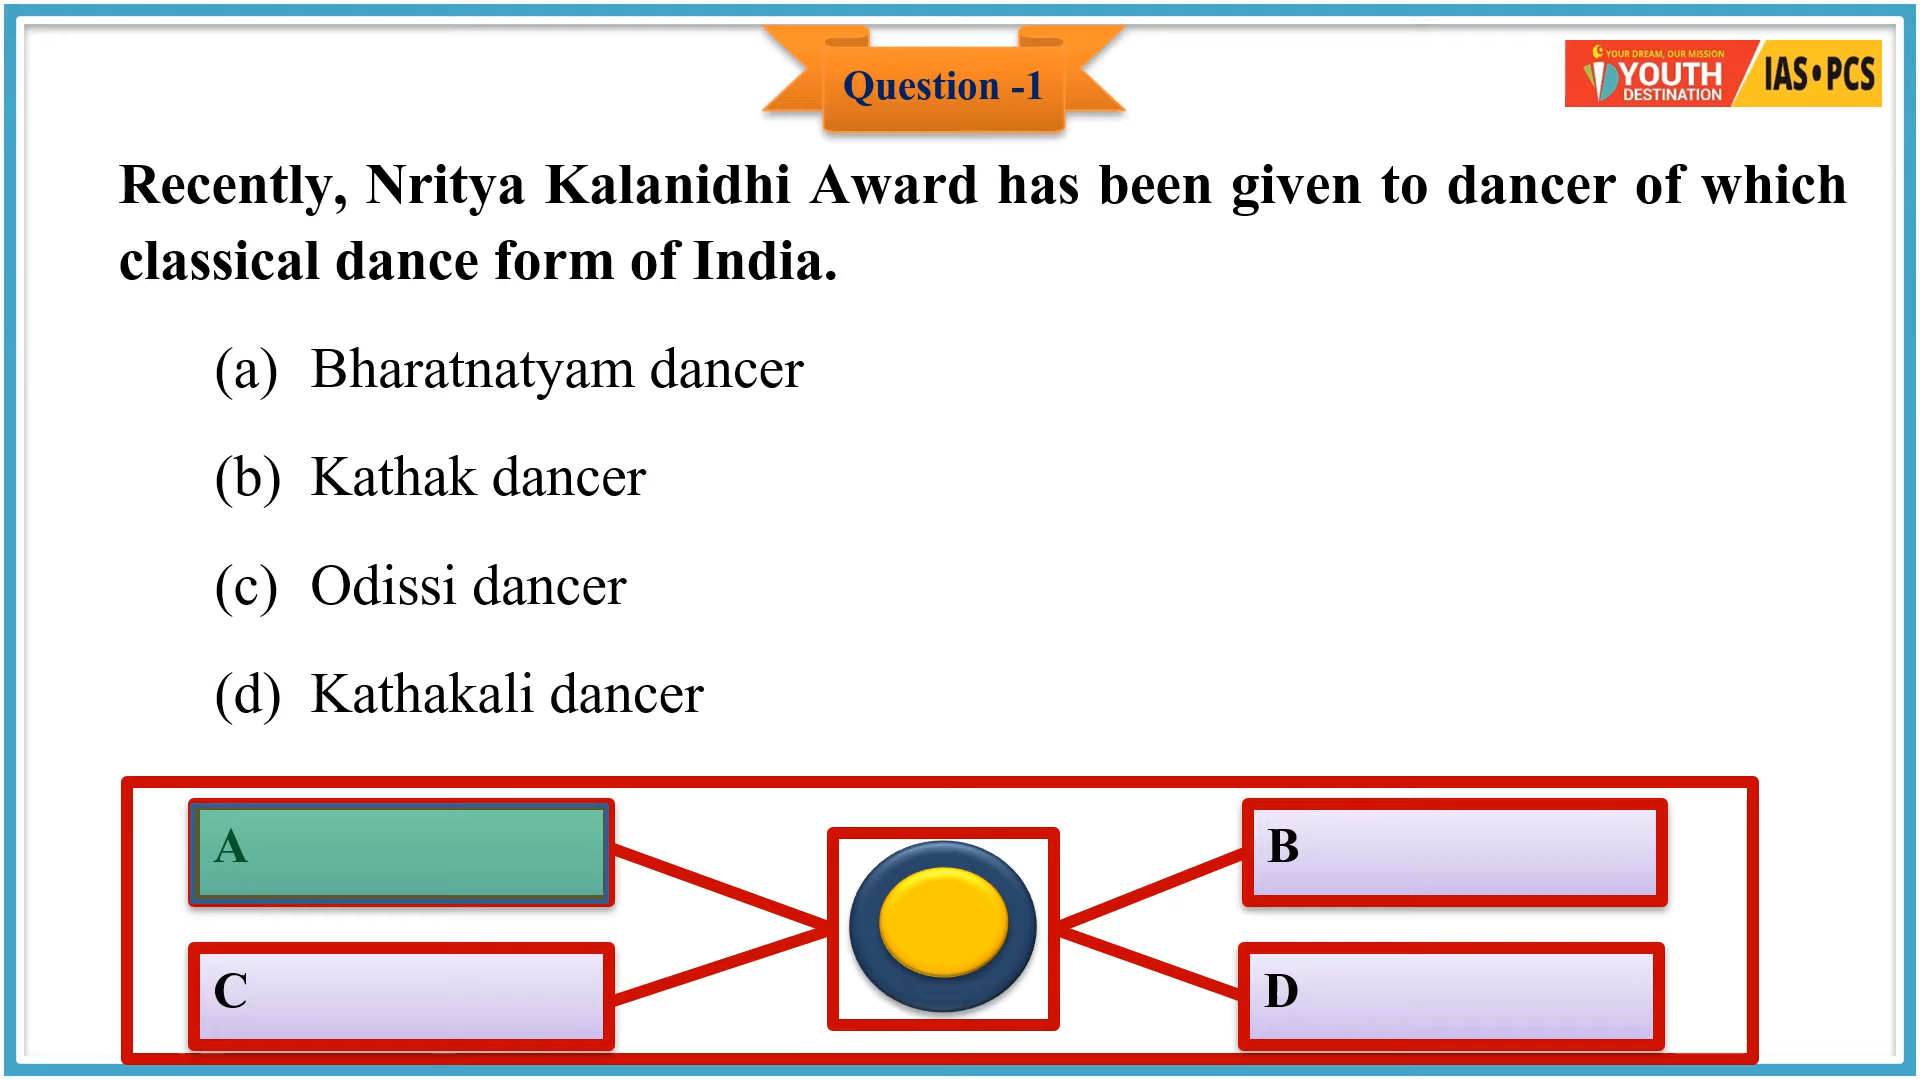 Question -1
YOUR DREAM, OUR MISSION
YOUTH
DESTINATION
IAS•PCS
Recently, Nritya Kalanidhi Award has been given to dancer of which
classical dance form of India.
(a) Bharatnatyam dancer
(b) Kathak dancer
(c) Odissi dancer
(d) Kathakali dancer
A
B
C
D